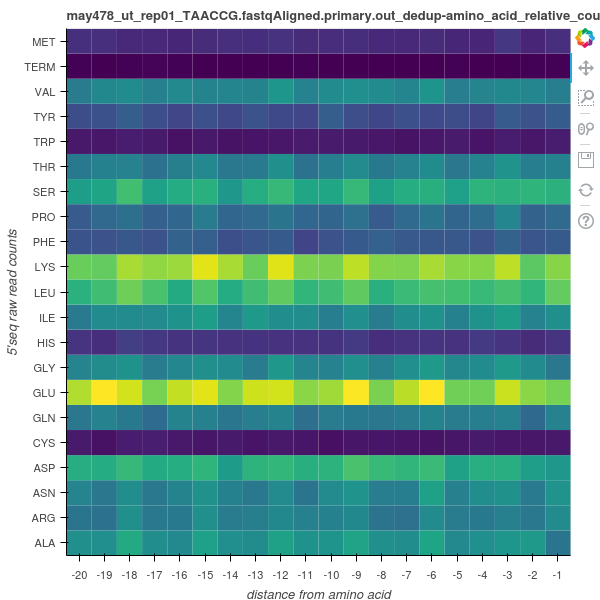 may478_ut_rep01_TAACCG.fastqAligned.primary.out_dedup-amino_acid_relative_cou
MET
TERM
VAL
TYR
TRP
THR
SER
PRO
PHE
LYS
LEU
ILE
HIS
GLY
GLU
GLN
CYS
ASP
ASN
ARG
ALA
5'seq raw read counts
-20 -19 -18 -17 -16 -15 -14 -13 -12 -11 -10 -9 -8 -7 -6 -5 -4 -3 -2 -1
distance from amino acid